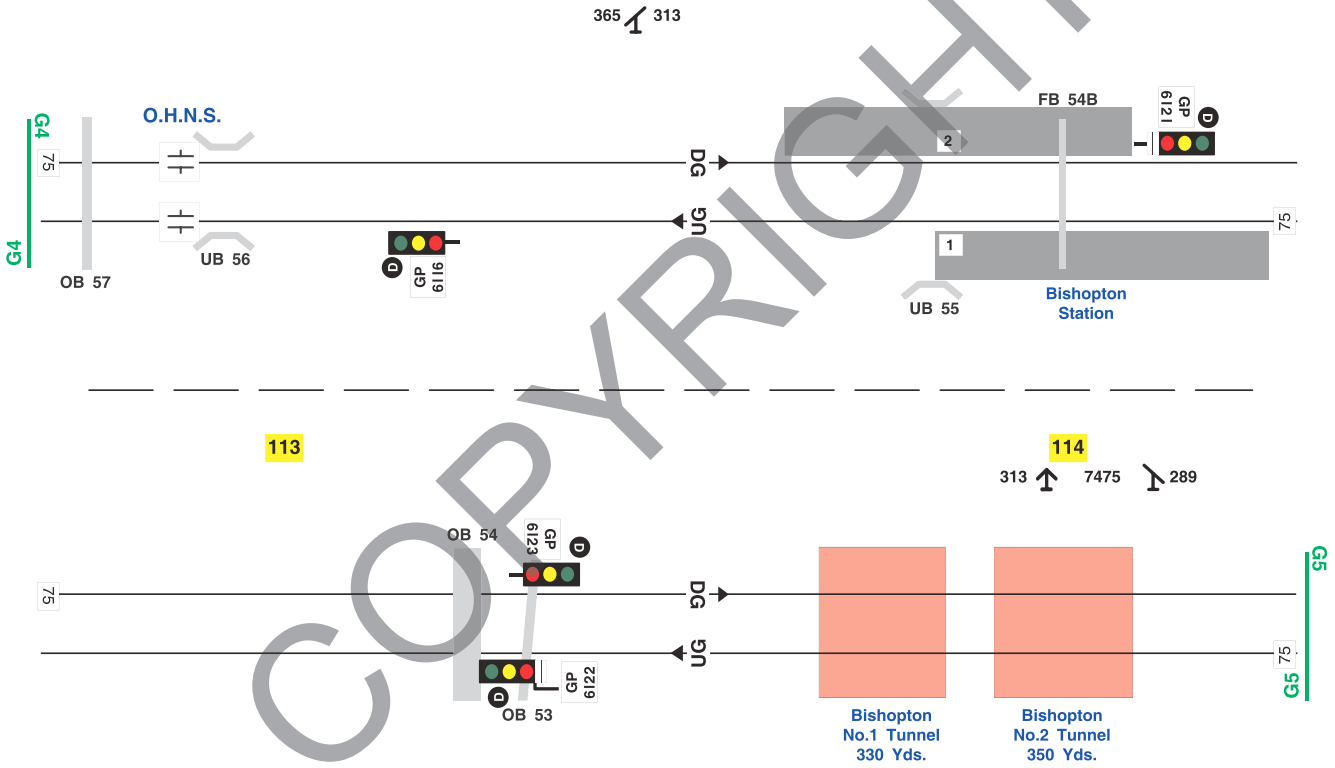 365 313
G4
75
O.H.N.S.
DG
2
FB 54B
GP
6121
D
G4
OB 57
UB 56
D
GP
6116
UG
1
75
UB 55
Bishopton
Station
113
114
313 7475 289
OB 54
GP
6123
D
75
DG
G5
UG
D
GP
6122
OB 53
75
G5
Bishopton
No.1 Tunnel
330 Yds.
Bishopton
No.2 Tunnel
350 Yds.
COPYRIGHT